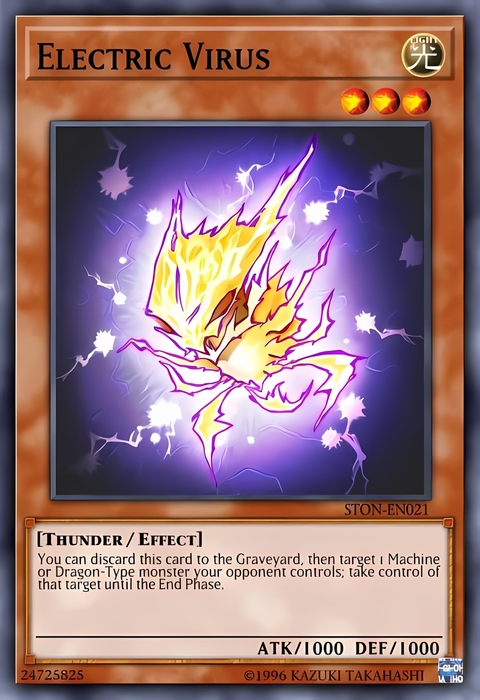 Electric Virus
LIGHT
光
STON-EN021
[Thunder / Effect]
You can discard this card to the Graveyard, then target 1 Machine
or Dragon-Type monster your opponent controls; take control of
that target until the End Phase.
ATK/1000 DEF/1000
24725825
©1996 KAZUKI TAKAHASHI